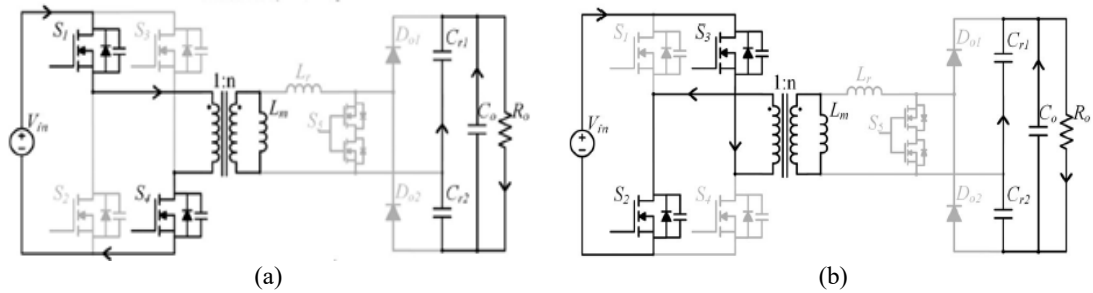 S1
S3
Vin
1:n
Lm
Lr
S5
S2
S4
Do1
Do2
Cr1
Cr2
Co
Ro
(a)
S1
S3
Vin
1:n
Lm
Lr
S5
S2
S4
Do1
Do2
Cr1
Cr2
Co
Ro
(b)